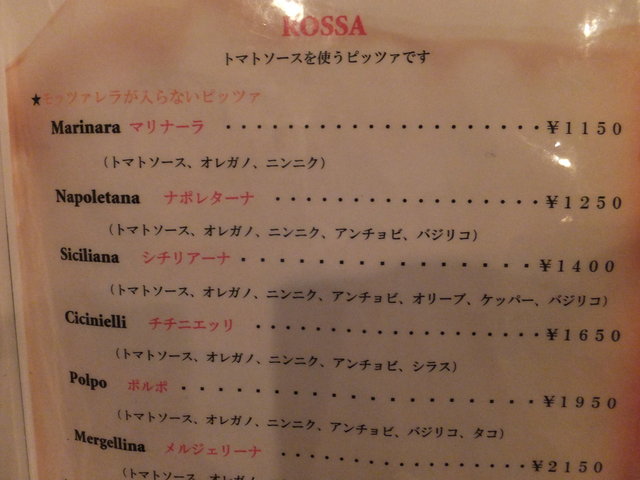 ROSSA
トマトソースを使うピッツァです
★モッツァレラが入らないピッツァ
Marinara マリナーラ ・・・・・・・・・・・・・・・・・・・・¥1150
（トマトソース、オレガノ、ニンニク）
Napoletana ナポレターナ ・・・・・・・・・・・・・・・・・¥1250
（トマトソース、オレガノ、ニンニク、アンチョビ、バジリコ）
Siciliana シチリアーナ・・・・・・・・・・・・・・・¥1400
（トマトソース、オレガノ、ニンニク、アンチョビ、オリーブ、ケッパー、バジリコ）
Cicinielli チチニエッリ ・・・・・・・・・・・・・・・・・・¥1650
（トマトソース、オレガノ、ニンニク、アンチョビ、シラス）
Polpo ポルポ ・・・・・・・・・・・・・・・・・・・¥1950
（トマトソース、オレガノ、ニンニク、アンチョビ、バジリコ、タコ）
Mergellina メルジェリーナ ・・・・・・・・・・・・・・・・¥2150
（トマトソース、オレガノ、